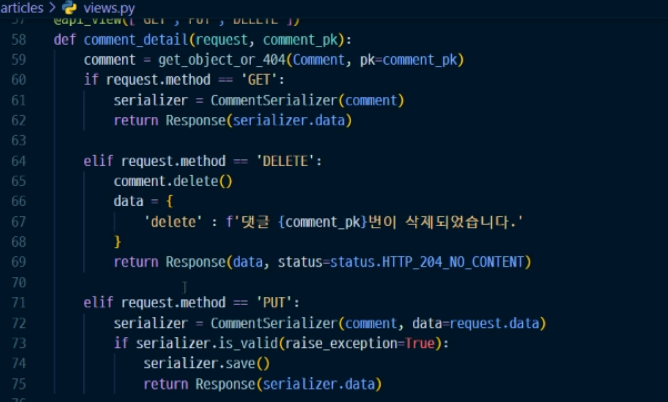 articles > views.py
57 @api_view(['GET', 'PUT', 'DELETE'])
58 def comment_detail(request, comment_pk):
59     comment = get_object_or_404(Comment, pk=comment_pk)
60     if request.method == 'GET':
61         serializer = CommentSerializer(comment)
62         return Response(serializer.data)
63
64     elif request.method == 'DELETE':
65         comment.delete()
66         data = {
67             'delete' : f'댓글 {comment_pk}번이 삭제되었습니다.'
68         }
69         return Response(data, status=status.HTTP_204_NO_CONTENT)
70
71     elif request.method == 'PUT':
72         serializer = CommentSerializer(comment, data=request.data)
73         if serializer.is_valid(raise_exception=True):
74             serializer.save()
75             return Response(serializer.data)
76